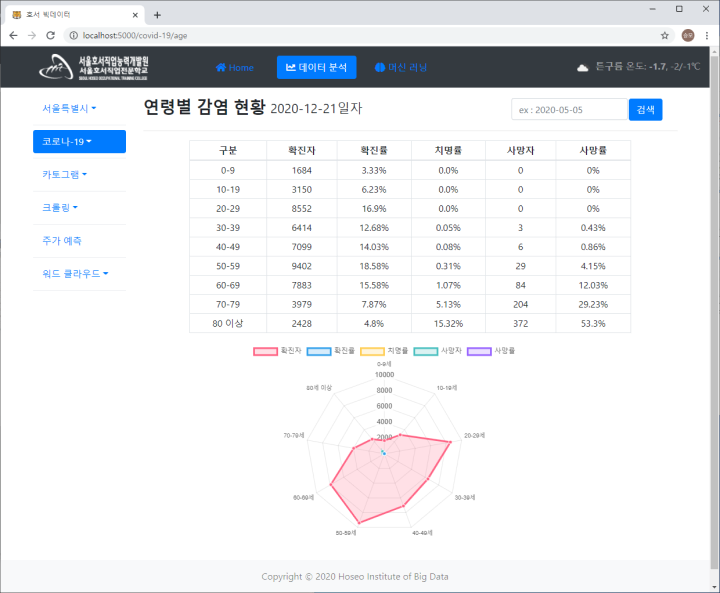 호서 빅데이터
localhost:5000/covid-19/age
서울호서직업능력개발원
서울호서직업전문학교
SEOUL HOSEO OCCUPATIONAL TRAINING COLLEGE
Home
데이터 분석
머신 러닝
튼구름 온도: -1.7, -2/-1℃
서울특별시
코로나-19
카토그램
크롤링
주가 예측
워드 클라우드
연령별 감염 현황 2020-12-21일자
ex : 2020-05-05
검색
구분 확진자 확진률 치명률 사망자 사망률
0-9 1684 3.33% 0.0% 0 0%
10-19 3150 6.23% 0.0% 0 0%
20-29 8552 16.9% 0.0% 0 0%
30-39 6414 12.68% 0.05% 3 0.43%
40-49 7099 14.03% 0.08% 6 0.86%
50-59 9402 18.58% 0.31% 29 4.15%
60-69 7883 15.58% 1.07% 84 12.03%
70-79 3979 7.87% 5.13% 204 29.23%
80 이상 2428 4.8% 15.32% 372 53.3%
확진자 확진률 치명률 사망자 사망률
0-9세
10000
80세 이상
8000
10-19세
6000
4000
70-79세
2000
20-29세
60-69세
30-39세
50-59세
40-49세
Copyright © 2020 Hoseo Institute of Big Data